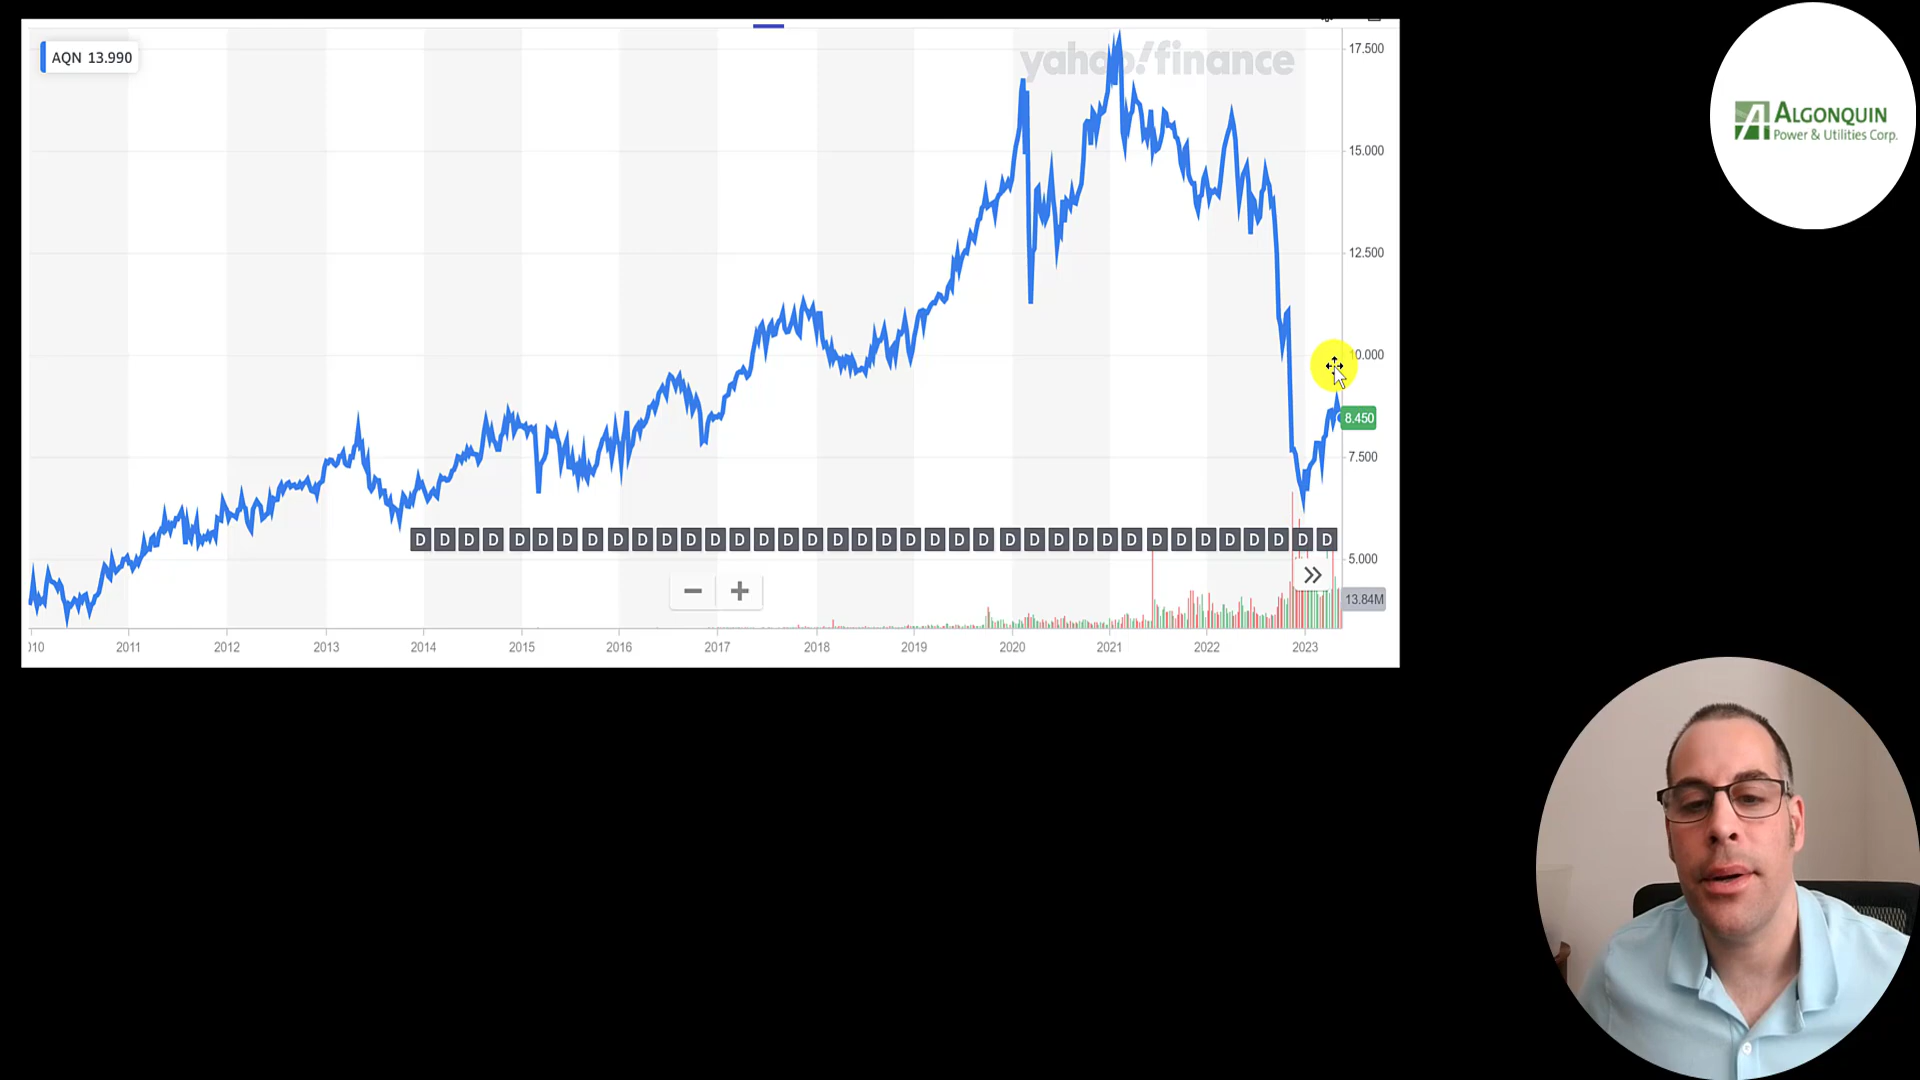 AQN 13.990
yahoo!finance
17.500
15.000
12.500
10.000
8.450
7.500
5.000
13.84M
D D D D D D D D D D D D D D D D D D D D D D D D D D D D D D D D D D D D D D
010 2011 2012 2013 2014 2015 2016 2017 2018 2019 2020 2021 2022 2023
ALGONQUIN
Power & Utilities Corp.